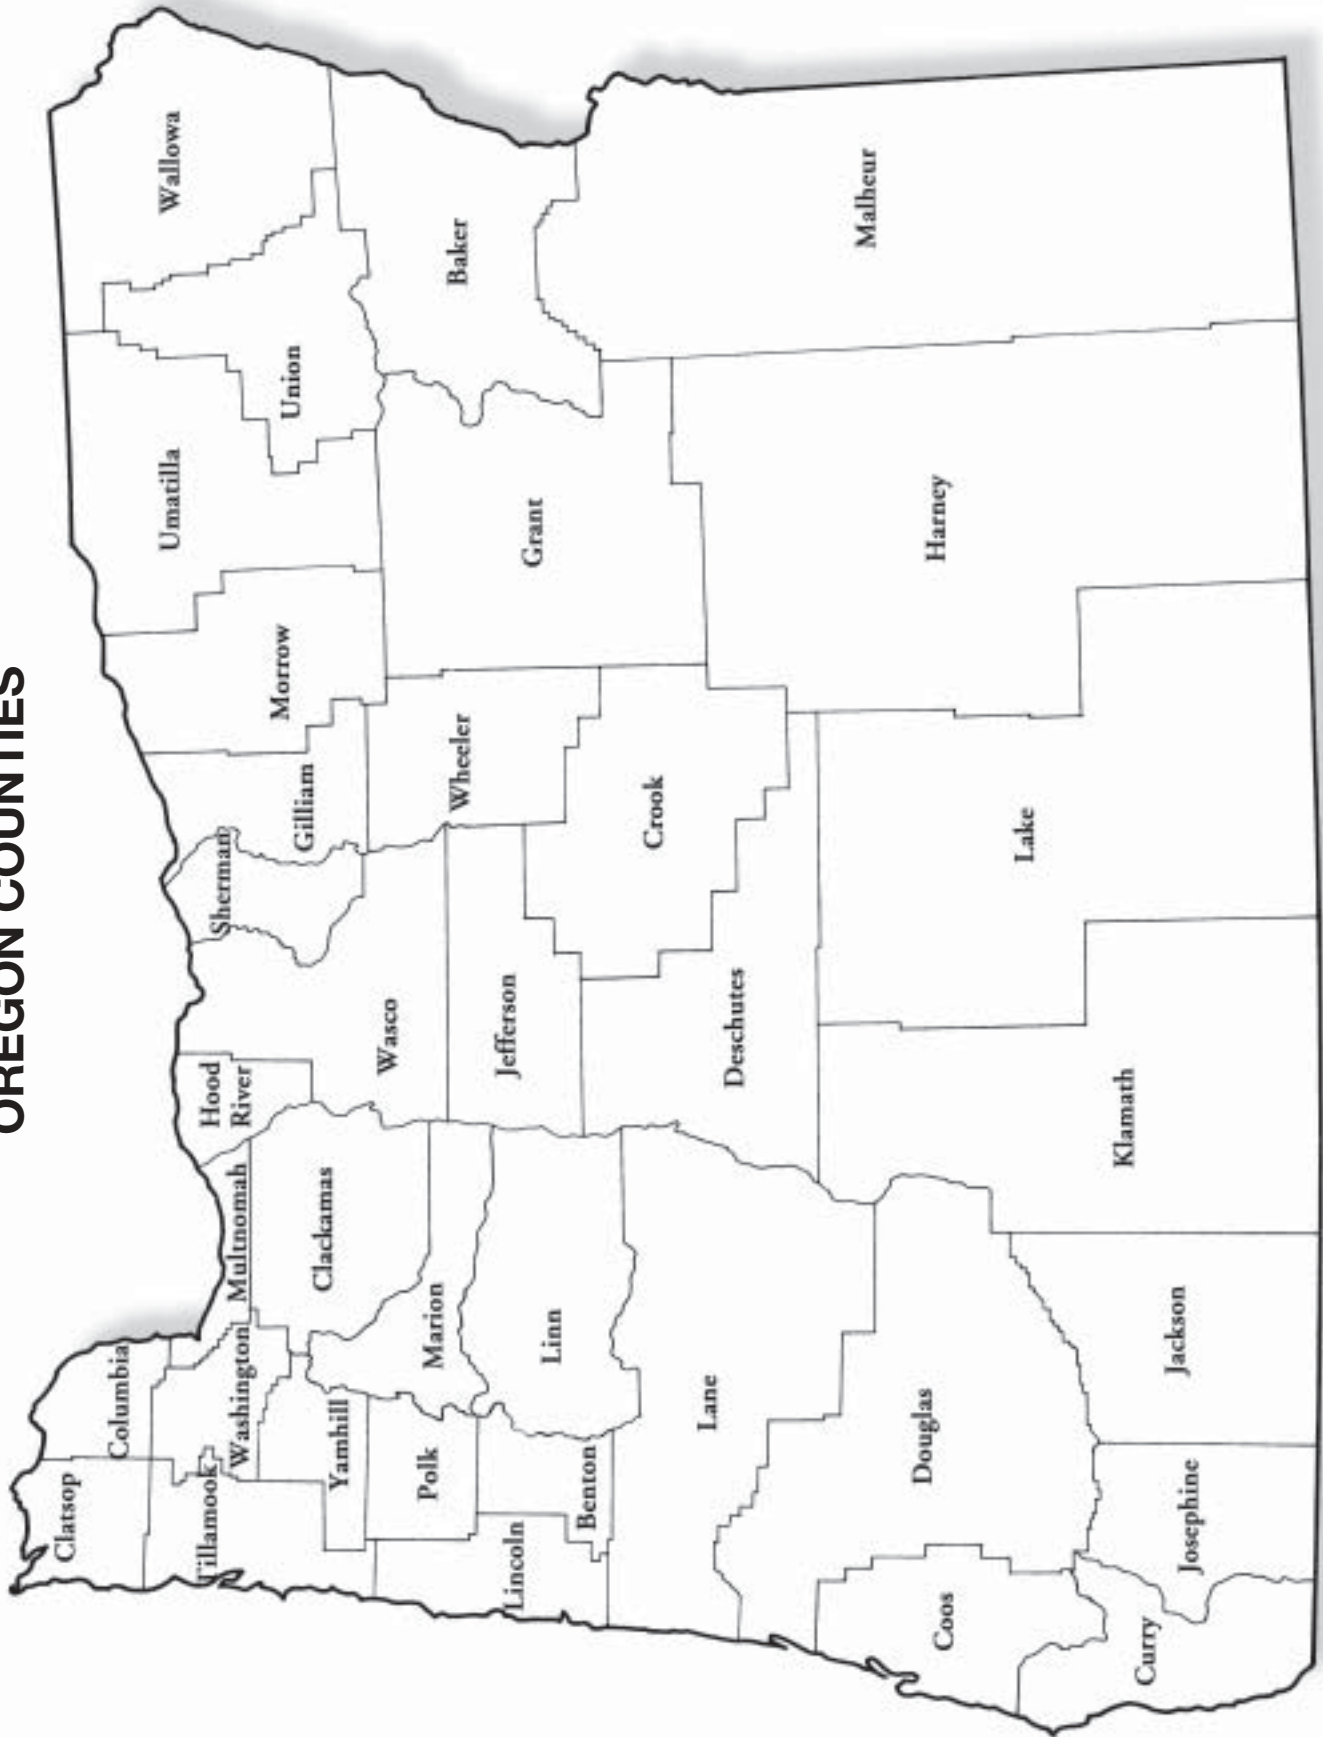 OREGON COUNTIES
Clatsop
Columbia
Tillamook
Washington
Multnomah
Hood
River
Sherman
Gilliam
Morrow
Umatilla
Wallowa
Union
Yamhill
Clackamas
Wasco
Wheeler
Baker
Polk
Marion
Jefferson
Grant
Lincoln
Benton
Linn
Crook
Deschutes
Lane
Malheur
Harney
Douglas
Coos
Lake
Klamath
Curry
Josephine
Jackson